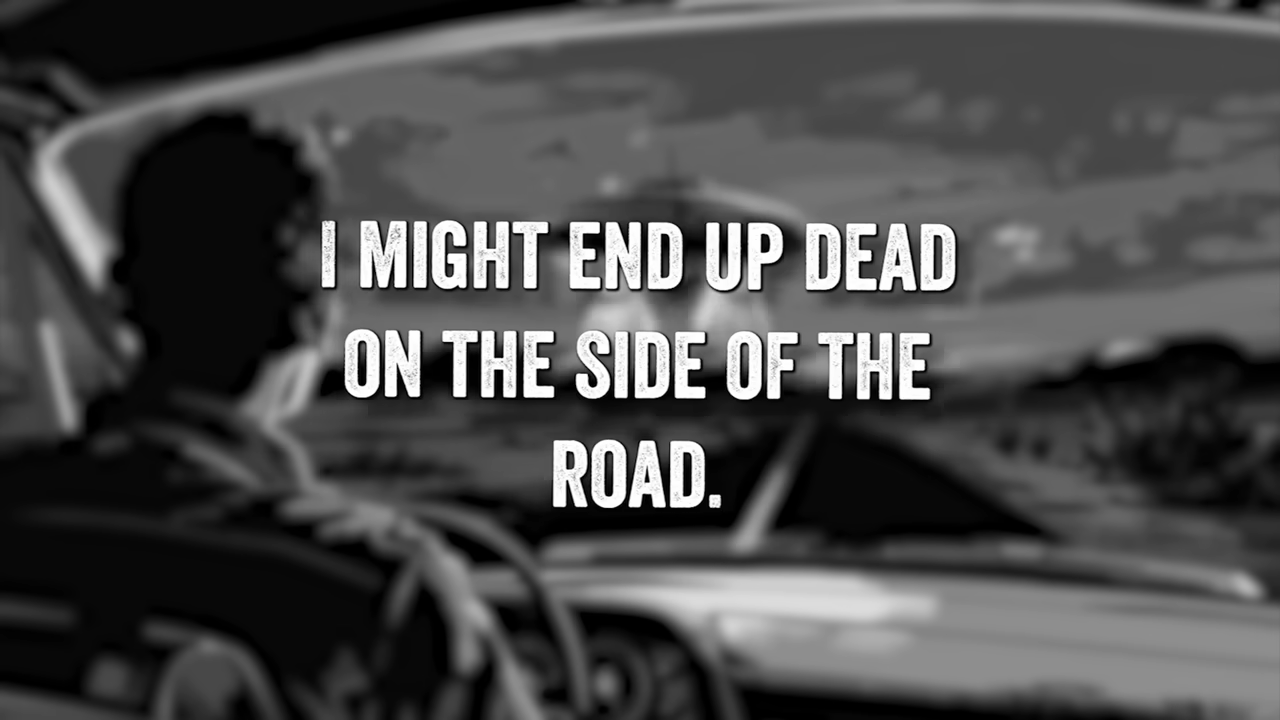 I MIGHT END UP DEAD
ON THE SIDE OF THE
ROAD.